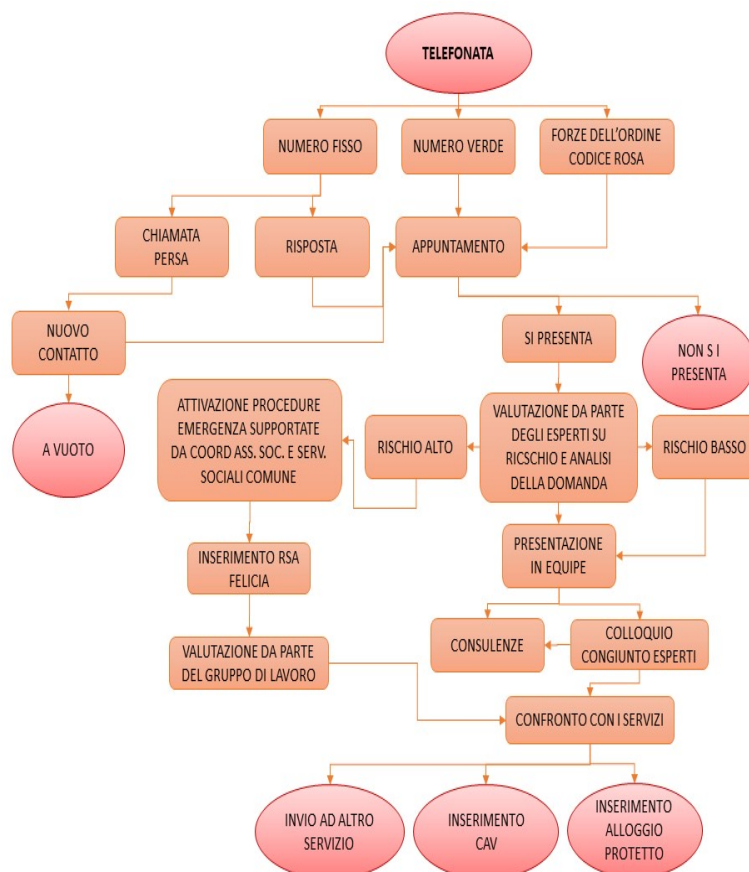 TELEFONATA
NUMERO FISSO
NUMERO VERDE
FORZE DELL'ORDINE
CODICE ROSA
CHIAMATA
PERSA
RISPOSTA
APPUNTAMENTO
NUOVO
CONTATTO
SI PRESENTA
NON S I
PRESENTA
A VUOTO
ATTIVAZIONE PROCEDURE
EMERGENZA SUPPORTATE
DA COORD ASS. SOC. E SERV.
SOCIALI COMUNE
RISCHIO ALTO
VALUTAZIONE DA PARTE
DEGLI ESPERTI SU
RICSCHIO E ANALISI
DELLA DOMANDA
RISCHIO BASSO
INSERIMENTO RSA
FELICIA
PRESENTAZIONE
IN EQUIPE
VALUTAZIONE DA PARTE
DEL GRUPPO DI LAVORO
CONSULENZE
COLLOQUIO
CONGIUNTO ESPERTI
CONFRONTO CON I SERVIZI
INVIO AD ALTRO
SERVIZIO
INSERIMENTO
CAV
INSERIMENTO
ALLOGGIO
PROTETTO